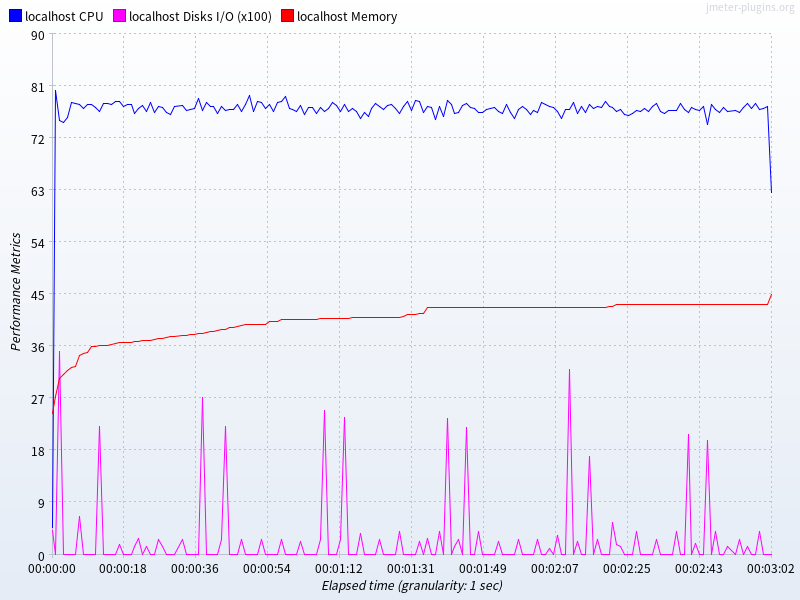 localhost CPU localhost Disks I/O (x100) localhost Memory
jmeter-plugins.org
90
81
72
63
54
45
36
27
18
9
0
Performance Metrics
00:00:00 00:00:18 00:00:36 00:00:54 00:01:12 00:01:31 00:01:49 00:02:07 00:02:25 00:02:43 00:03:02
Elapsed time (granularity: 1 sec)